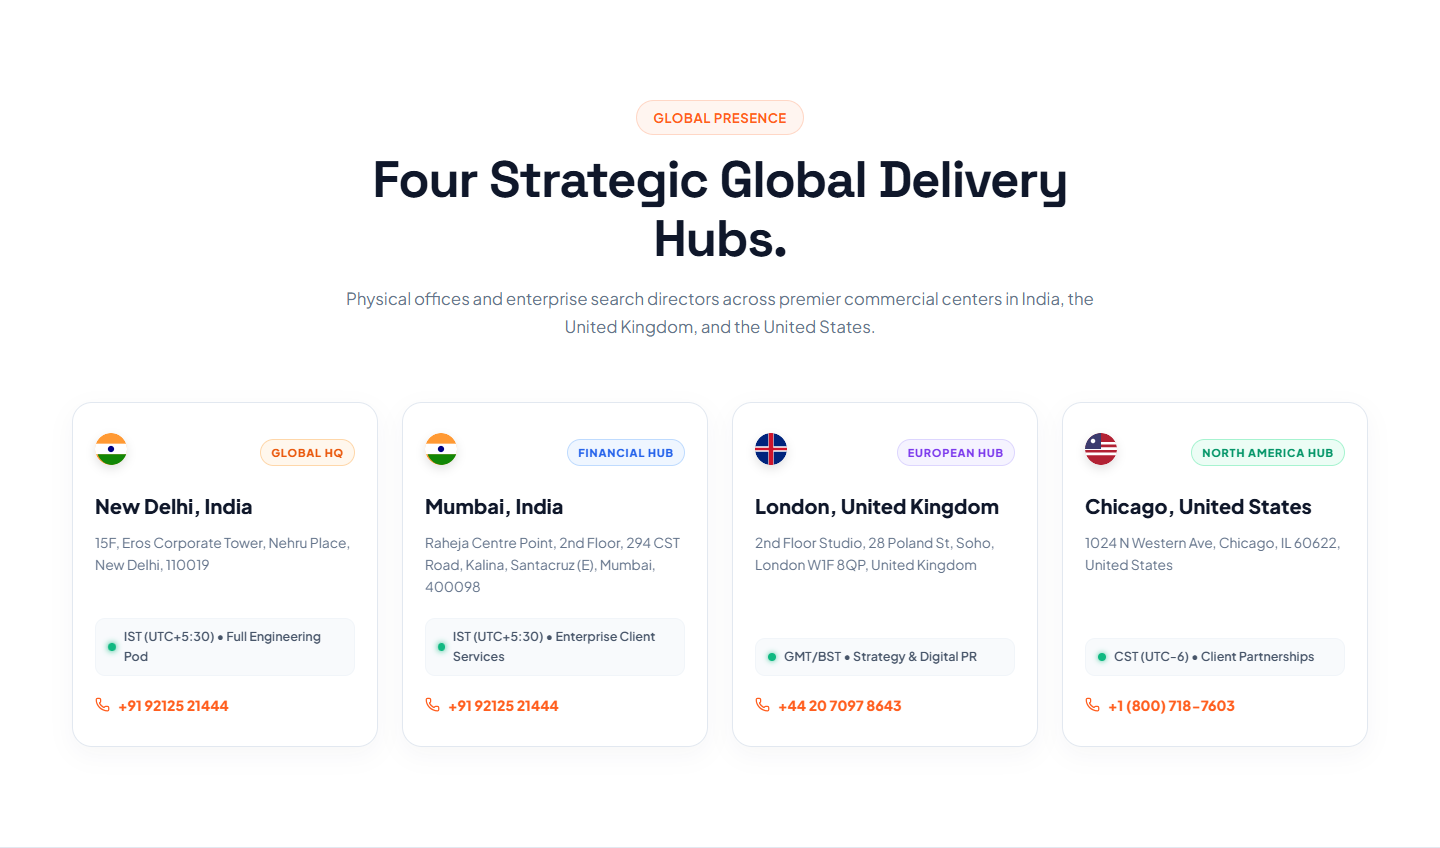 GLOBAL PRESENCE
Four Strategic Global Delivery
Hubs.
Physical offices and enterprise search directors across premier commercial centers in India, the
United Kingdom, and the United States.
GLOBAL HQ
New Delhi, India
15F, Eros Corporate Tower, Nehru Place,
New Delhi, 110019
IST (UTC+5:30) • Full Engineering
Pod
+91 92125 21444
FINANCIAL HUB
Mumbai, India
Raheja Centre Point, 2nd Floor, 294 CST
Road, Kalina, Santacruz (E), Mumbai,
400098
IST (UTC+5:30) • Enterprise Client
Services
+91 92125 21444
EUROPEAN HUB
London, United Kingdom
2nd Floor Studio, 28 Poland St, Soho,
London W1F 8QP, United Kingdom
GMT/BST • Strategy & Digital PR
+44 20 7097 8643
NORTH AMERICA HUB
Chicago, United States
1024 N Western Ave, Chicago, IL 60622,
United States
CST (UTC-6) • Client Partnerships
+1 (800) 718-7603